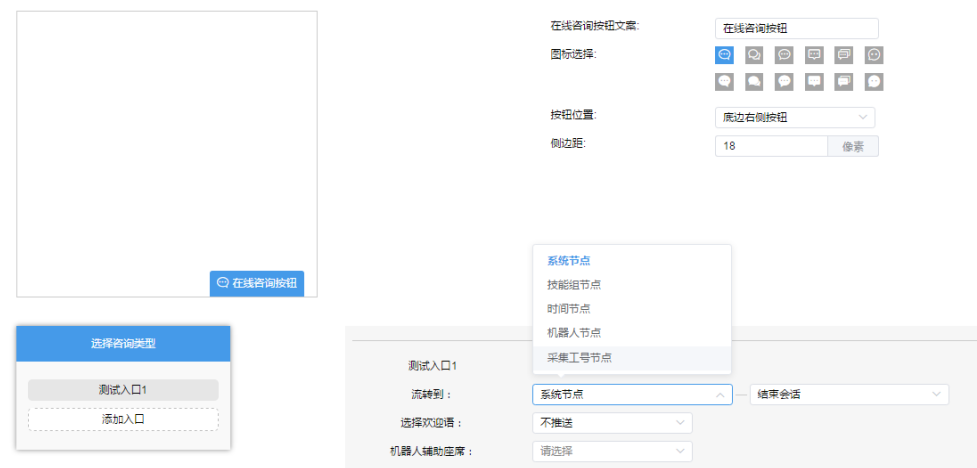 在线咨询按钮文案:
在线咨询按钮
图标选择:
按钮位置:
底边右侧按钮
侧边距:
18
像素
在线咨询按钮
选择咨询类型
测试入口1
添加入口
系统节点
技能组节点
时间节点
机器人节点
采集工号节点
测试入口1
流转到：
系统节点
结束会话
选择欢迎语：
不推送
机器人辅助座席：
请选择